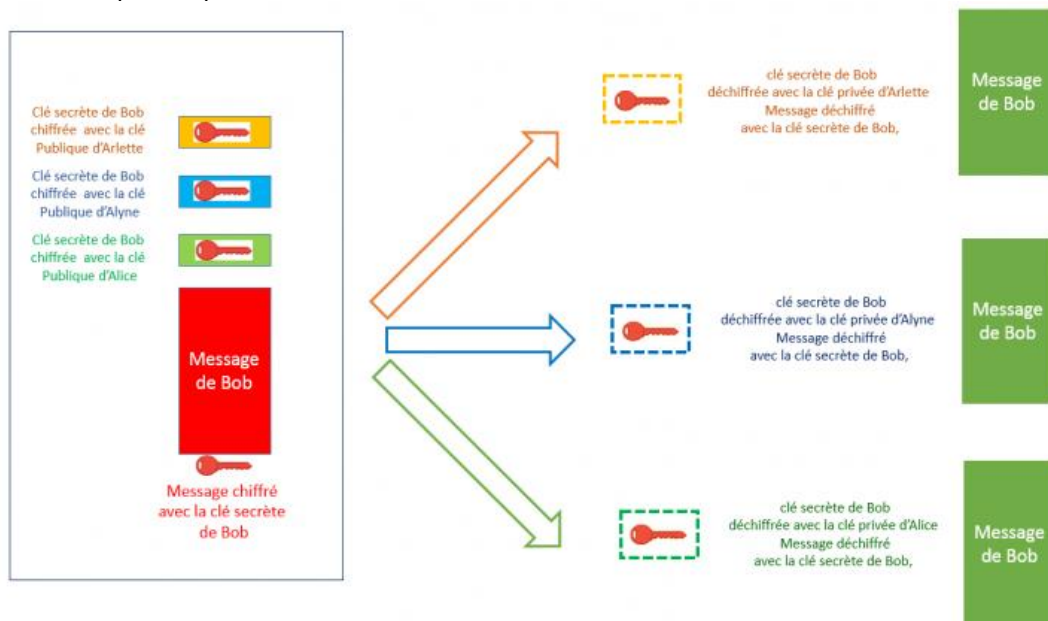 Clé secrète de Bob
chiffrée avec la clé
Publique d'Arlette
Clé secrète de Bob
chiffrée avec la clé
Publique d'Alyne
Clé secrète de Bob
chiffrée avec la clé
Publique d'Alice
Message
de Bob
Message chiffré
avec la clé secrète
de Bob
clé secrète de Bob
déchiffrée avec la clé privée d'Arlette
Message déchiffré
avec la clé secrète de Bob,
Message
de Bob
clé secrète de Bob
déchiffrée avec la clé privée d'Alyne
Message déchiffré
avec la clé secrète de Bob,
Message
de Bob
clé secrète de Bob
déchiffrée avec la clé privée d'Alice
Message déchiffré
avec la clé secrète de Bob,
Message
de Bob